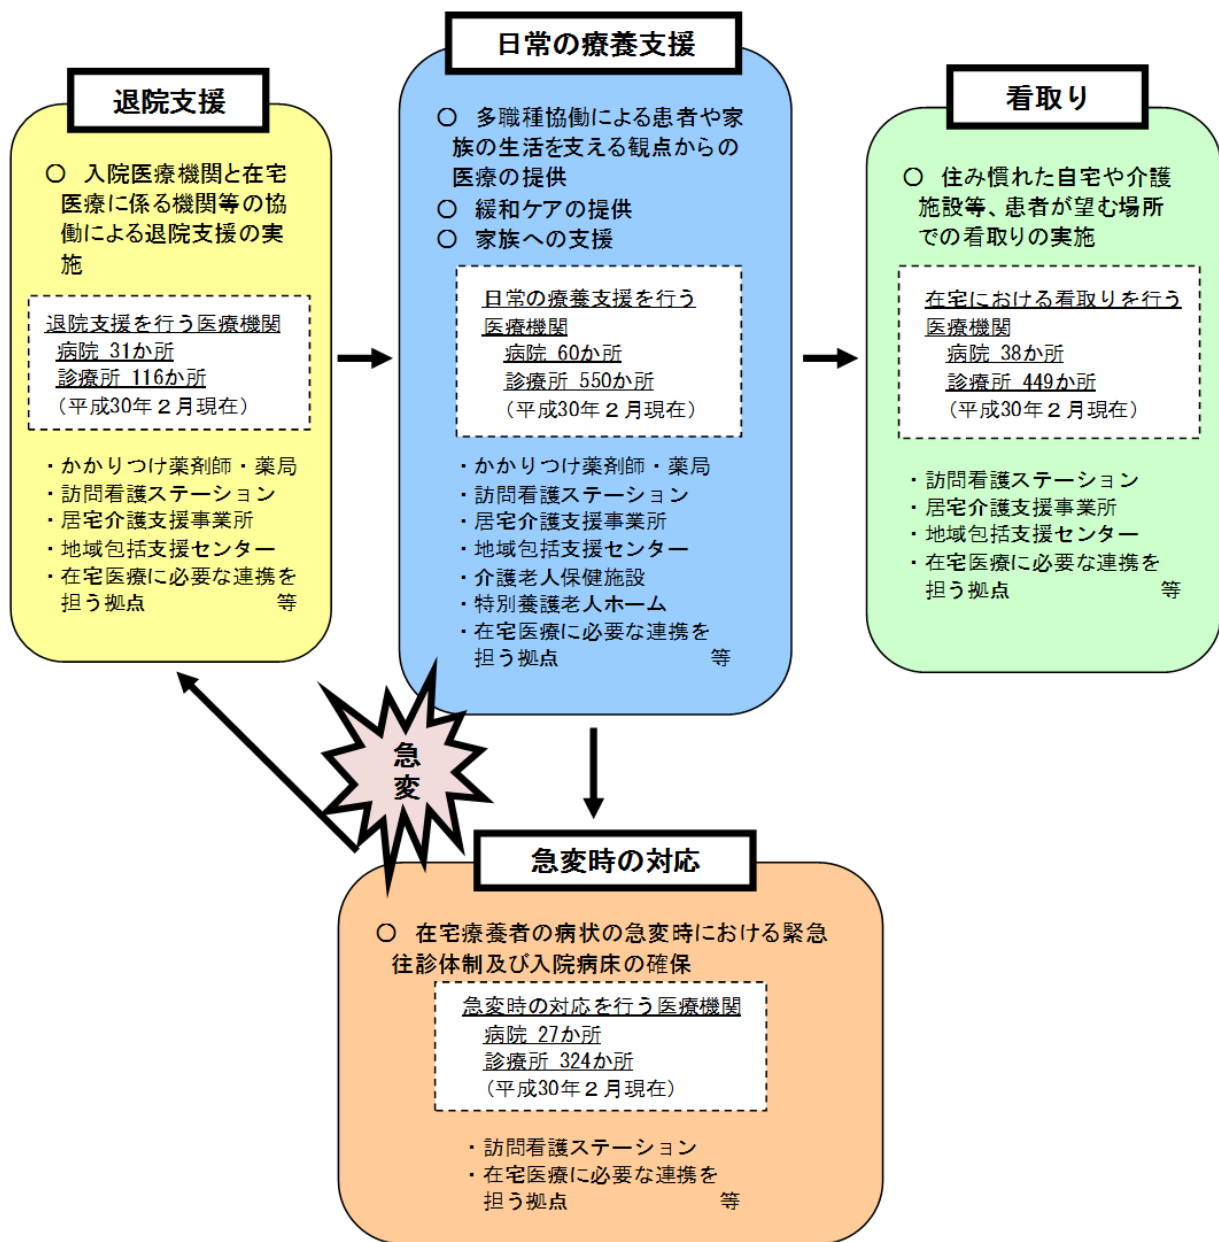 退院支援
○ 入院医療機関と在宅
医療に係る機関等の協
働による退院支援の実
施
退院支援を行う医療機関
病院 31か所
診療所 116か所
（平成30年２月現在）
・かかりつけ薬剤師・薬局
・訪問看護ステーション
・居宅介護支援事業所
・地域包括支援センター
・在宅医療に必要な連携を
担う拠点 等
日常の療養支援
○ 多職種協働による患者や家
族の生活を支える観点からの
医療の提供
○ 緩和ケアの提供
○ 家族への支援
日常の療養支援を行う
医療機関
病院 60か所
診療所 550か所
（平成30年２月現在）
・かかりつけ薬剤師・薬局
・訪問看護ステーション
・居宅介護支援事業所
・地域包括支援センター
・介護老人保健施設
・特別養護老人ホーム
・在宅医療に必要な連携を
担う拠点 等
看取り
○ 住み慣れた自宅や介護
施設等、患者が望む場所
での看取りの実施
在宅における看取りを行う
医療機関
病院 38か所
診療所 449か所
（平成30年２月現在）
・訪問看護ステーション
・居宅介護支援事業所
・地域包括支援センター
・在宅医療に必要な連携を
担う拠点 等
急
変
急変時の対応
○ 在宅療養者の病状の急変時における緊急
往診体制及び入院病床の確保
急変時の対応を行う医療機関
病院 27か所
診療所 324か所
（平成30年２月現在）
・訪問看護ステーション
・在宅医療に必要な連携を
担う拠点 等